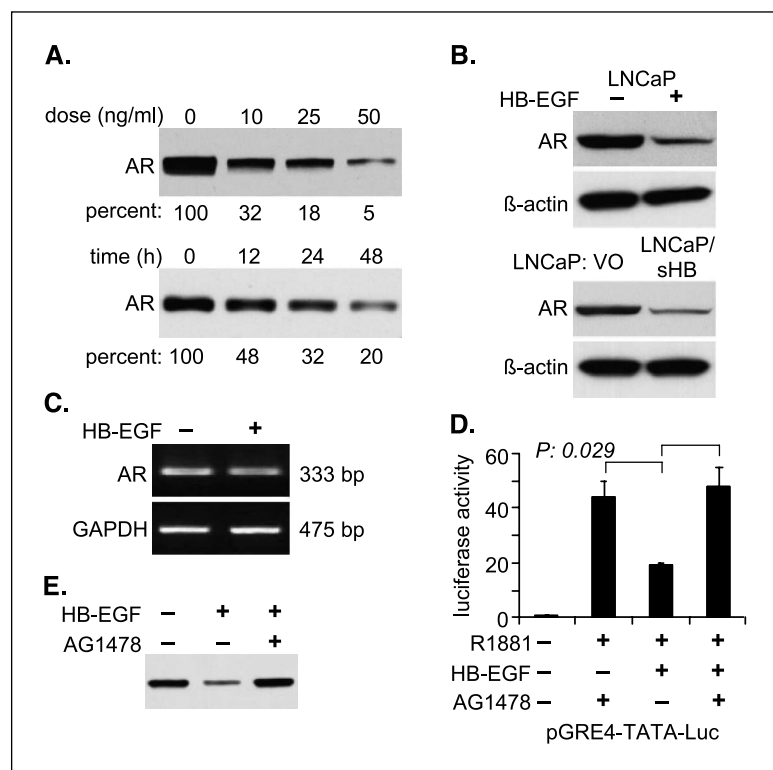 A.
dose (ng/ml) 0 10 25 50
AR
percent: 100 32 18 5
time (h) 0 12 24 48
AR
percent: 100 48 32 20
B.
LNCaP
HB-EGF – +
AR
ß-actin
LNCaP: VO LNCaP/
sHB
AR
ß-actin
C.
HB-EGF – +
AR 333 bp
GAPDH 475 bp
D.
P: 0.029
luciferase activity
60
40
20
0
R1881 – + + +
HB-EGF – – + +
AG1478 – + – +
pGRE4-TATA-Luc
E.
HB-EGF – + +
AG1478 – – +